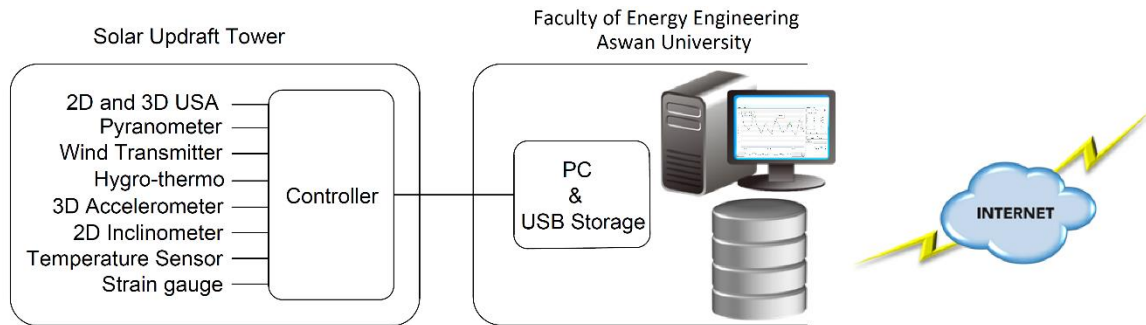 Solar Updraft Tower
2D and 3D USA
Pyranometer
Wind Transmitter
Hygro-thermo
3D Accelerometer
2D Inclinometer
Temperature Sensor
Strain gauge
Controller
Faculty of Energy Engineering
Aswan University
PC
&
USB Storage
INTERNET